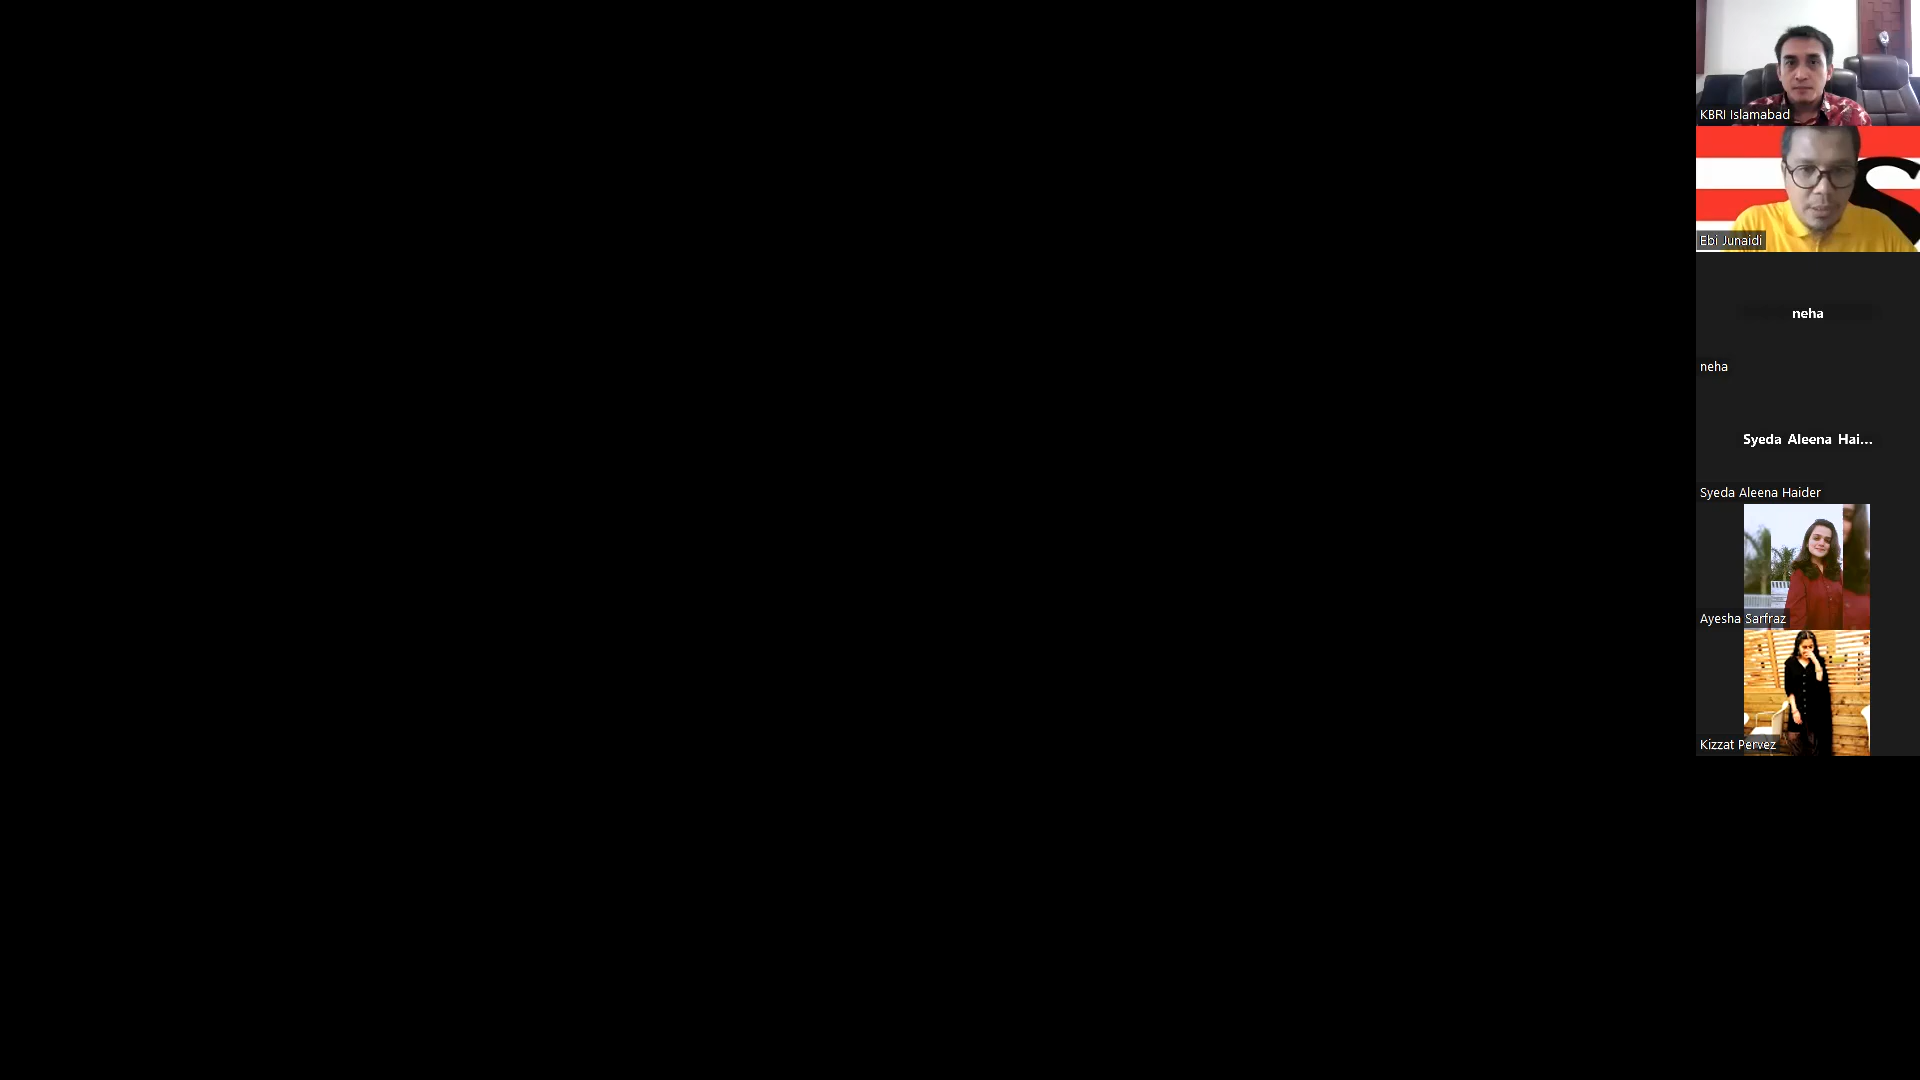 KBRI Islamabad
Ebi Junaidi
neha
neha
Syeda Aleena Hai...
Syeda Aleena Haider
Ayesha Sarfraz
Kizzat Pervez